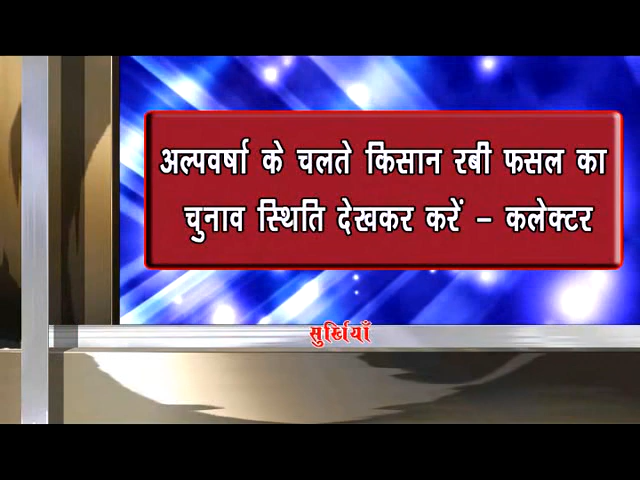 अल्पवर्षा के चलते किसान रबी फसल का
चुनाव स्थिति देखकर करें - कलेक्टर
सुर्खियाँ